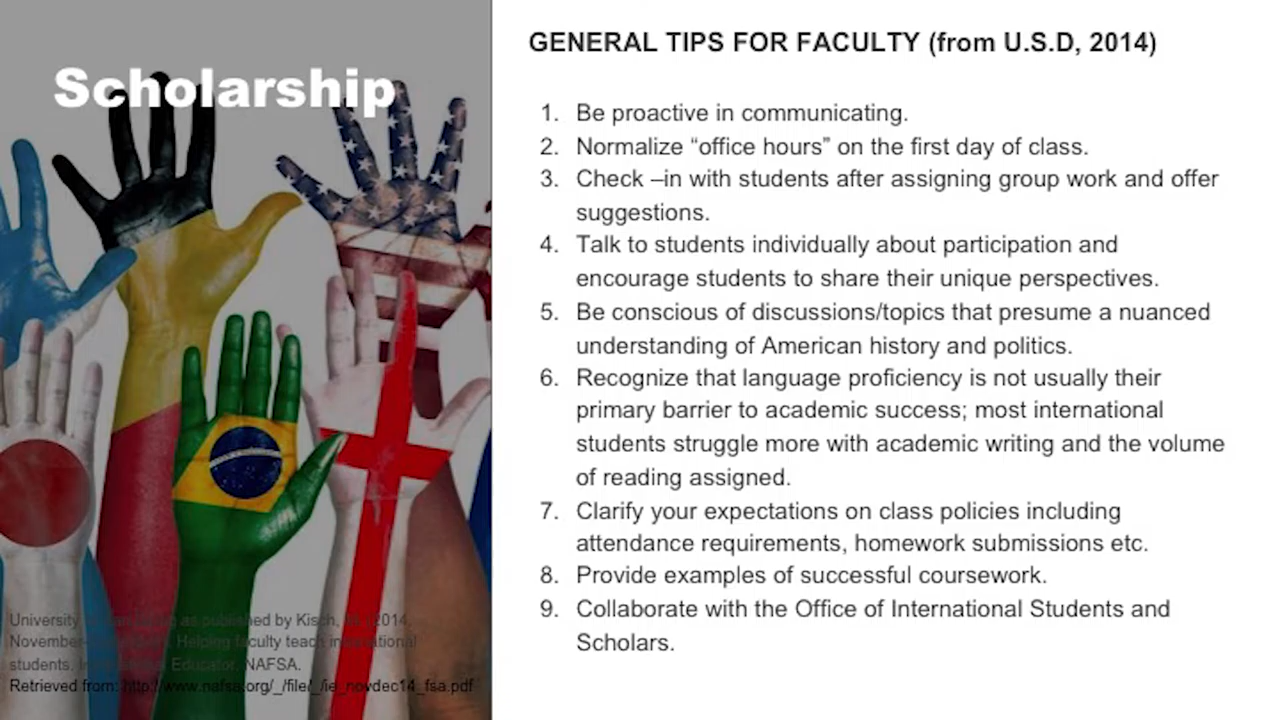 Scholarship
GENERAL TIPS FOR FACULTY (from U.S.D, 2014)
1. Be proactive in communicating.
2. Normalize “office hours” on the first day of class.
3. Check –in with students after assigning group work and offer
suggestions.
4. Talk to students individually about participation and
encourage students to share their unique perspectives.
5. Be conscious of discussions/topics that presume a nuanced
understanding of American history and politics.
6. Recognize that language proficiency is not usually their
primary barrier to academic success; most international
students struggle more with academic writing and the volume
of reading assigned.
7. Clarify your expectations on class policies including
attendance requirements, homework submissions etc.
8. Provide examples of successful coursework.
9. Collaborate with the Office of International Students and
Scholars.
University as published by Kisch, (2014,
November Helping faculty teach international
students. Educator, NAFSA.
Retrieved from: http://www.nafsa.org/_/file/_/ie_novdec14_fsa.pdf